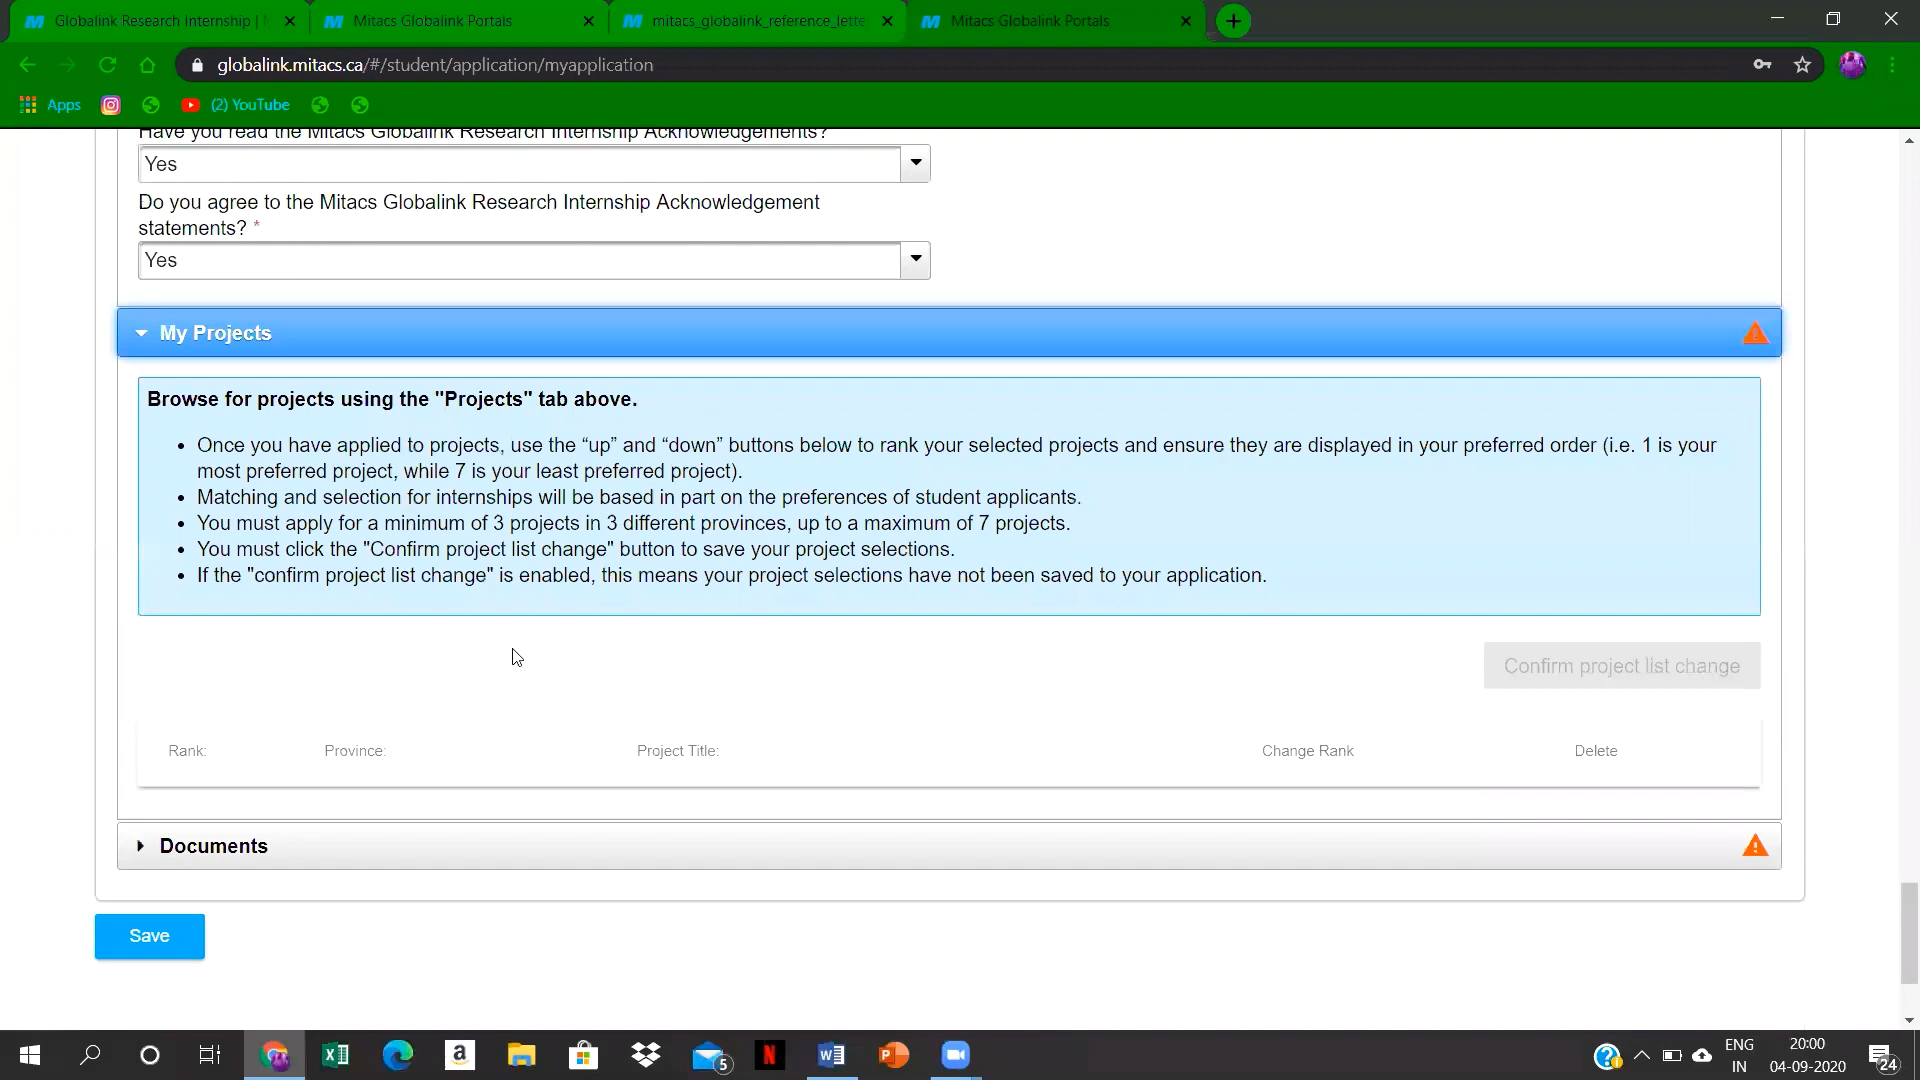 Globalink Research Internship |
Mitacs Globalink Portals
mitacs_globalink_reference_lette
Mitacs Globalink Portals
globalink.mitacs.ca/#/student/application/myapplication
Apps
(2) YouTube
Have you read the Mitacs Globalink Research Internship Acknowledgements?
Yes
Do you agree to the Mitacs Globalink Research Internship Acknowledgement
statements? *
Yes
My Projects
Browse for projects using the "Projects" tab above.
• Once you have applied to projects, use the “up” and “down” buttons below to rank your selected projects and ensure they are displayed in your preferred order (i.e. 1 is your
most preferred project, while 7 is your least preferred project).
• Matching and selection for internships will be based in part on the preferences of student applicants.
• You must apply for a minimum of 3 projects in 3 different provinces, up to a maximum of 7 projects.
• You must click the "Confirm project list change" button to save your project selections.
• If the "confirm project list change" is enabled, this means your project selections have not been saved to your application.
Confirm project list change
Rank: Province: Project Title: Change Rank Delete
Documents
Save
5
ENG
IN
20:00
04-09-2020
24